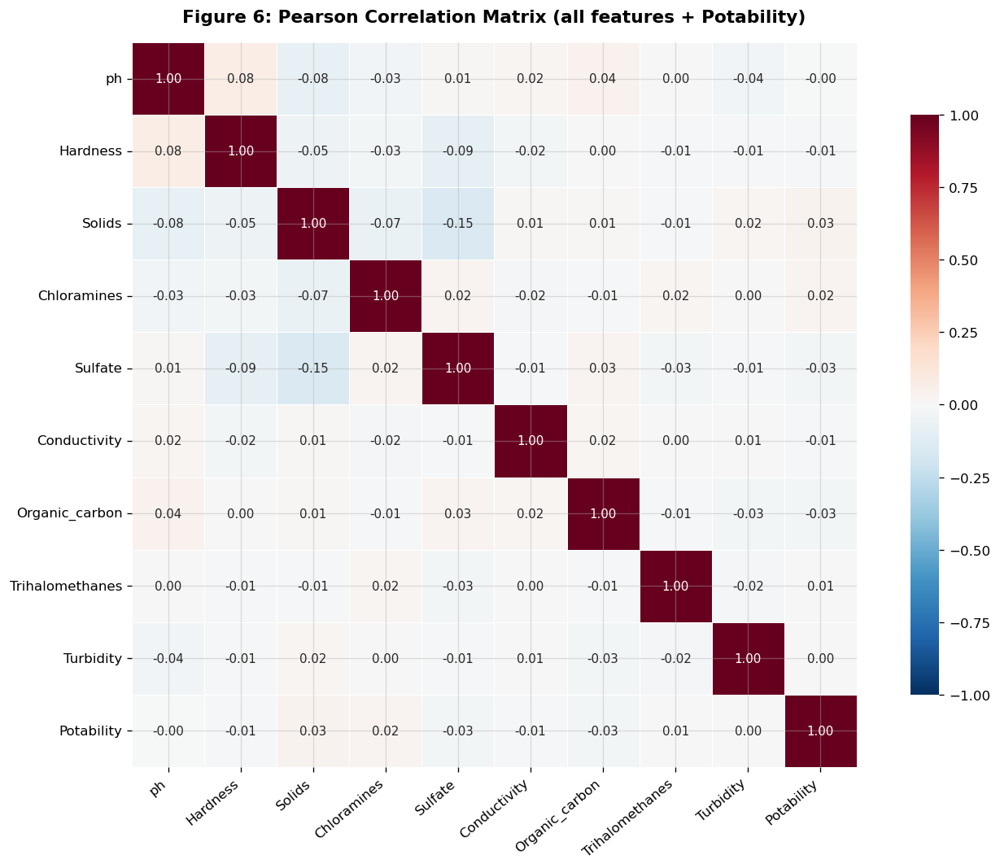 Figure 6: Pearson Correlation Matrix (all features + Potability)
ph 1.00 0.08 -0.08 -0.03 0.01 0.02 0.04 0.00 -0.04 -0.00
Hardness 0.08 1.00 -0.05 -0.03 -0.09 -0.02 0.00 -0.01 -0.01 -0.01
Solids -0.08 -0.05 1.00 -0.07 -0.15 0.01 0.01 -0.01 0.02 0.03
Chloramines -0.03 -0.03 -0.07 1.00 0.02 -0.02 -0.01 0.02 0.00 0.02
Sulfate 0.01 -0.09 -0.15 0.02 1.00 -0.01 0.03 -0.03 -0.01 -0.03
Conductivity 0.02 -0.02 0.01 -0.02 -0.01 1.00 0.02 0.00 0.01 -0.01
Organic_carbon 0.04 0.00 0.01 -0.01 0.03 0.02 1.00 -0.01 -0.03 -0.03
Trihalomethanes 0.00 -0.01 -0.01 0.02 -0.03 0.00 -0.01 1.00 -0.02 0.01
Turbidity -0.04 -0.01 0.02 0.00 -0.01 0.01 -0.03 -0.02 1.00 0.00
Potability -0.00 -0.01 0.03 0.02 -0.03 -0.01 -0.03 0.01 0.00 1.00
ph Hardness Solids Chloramines Sulfate Conductivity Organic_carbon Trihalomethanes Turbidity Potability
1.00
0.75
0.50
0.25
0.00
−0.25
−0.50
−0.75
−1.00